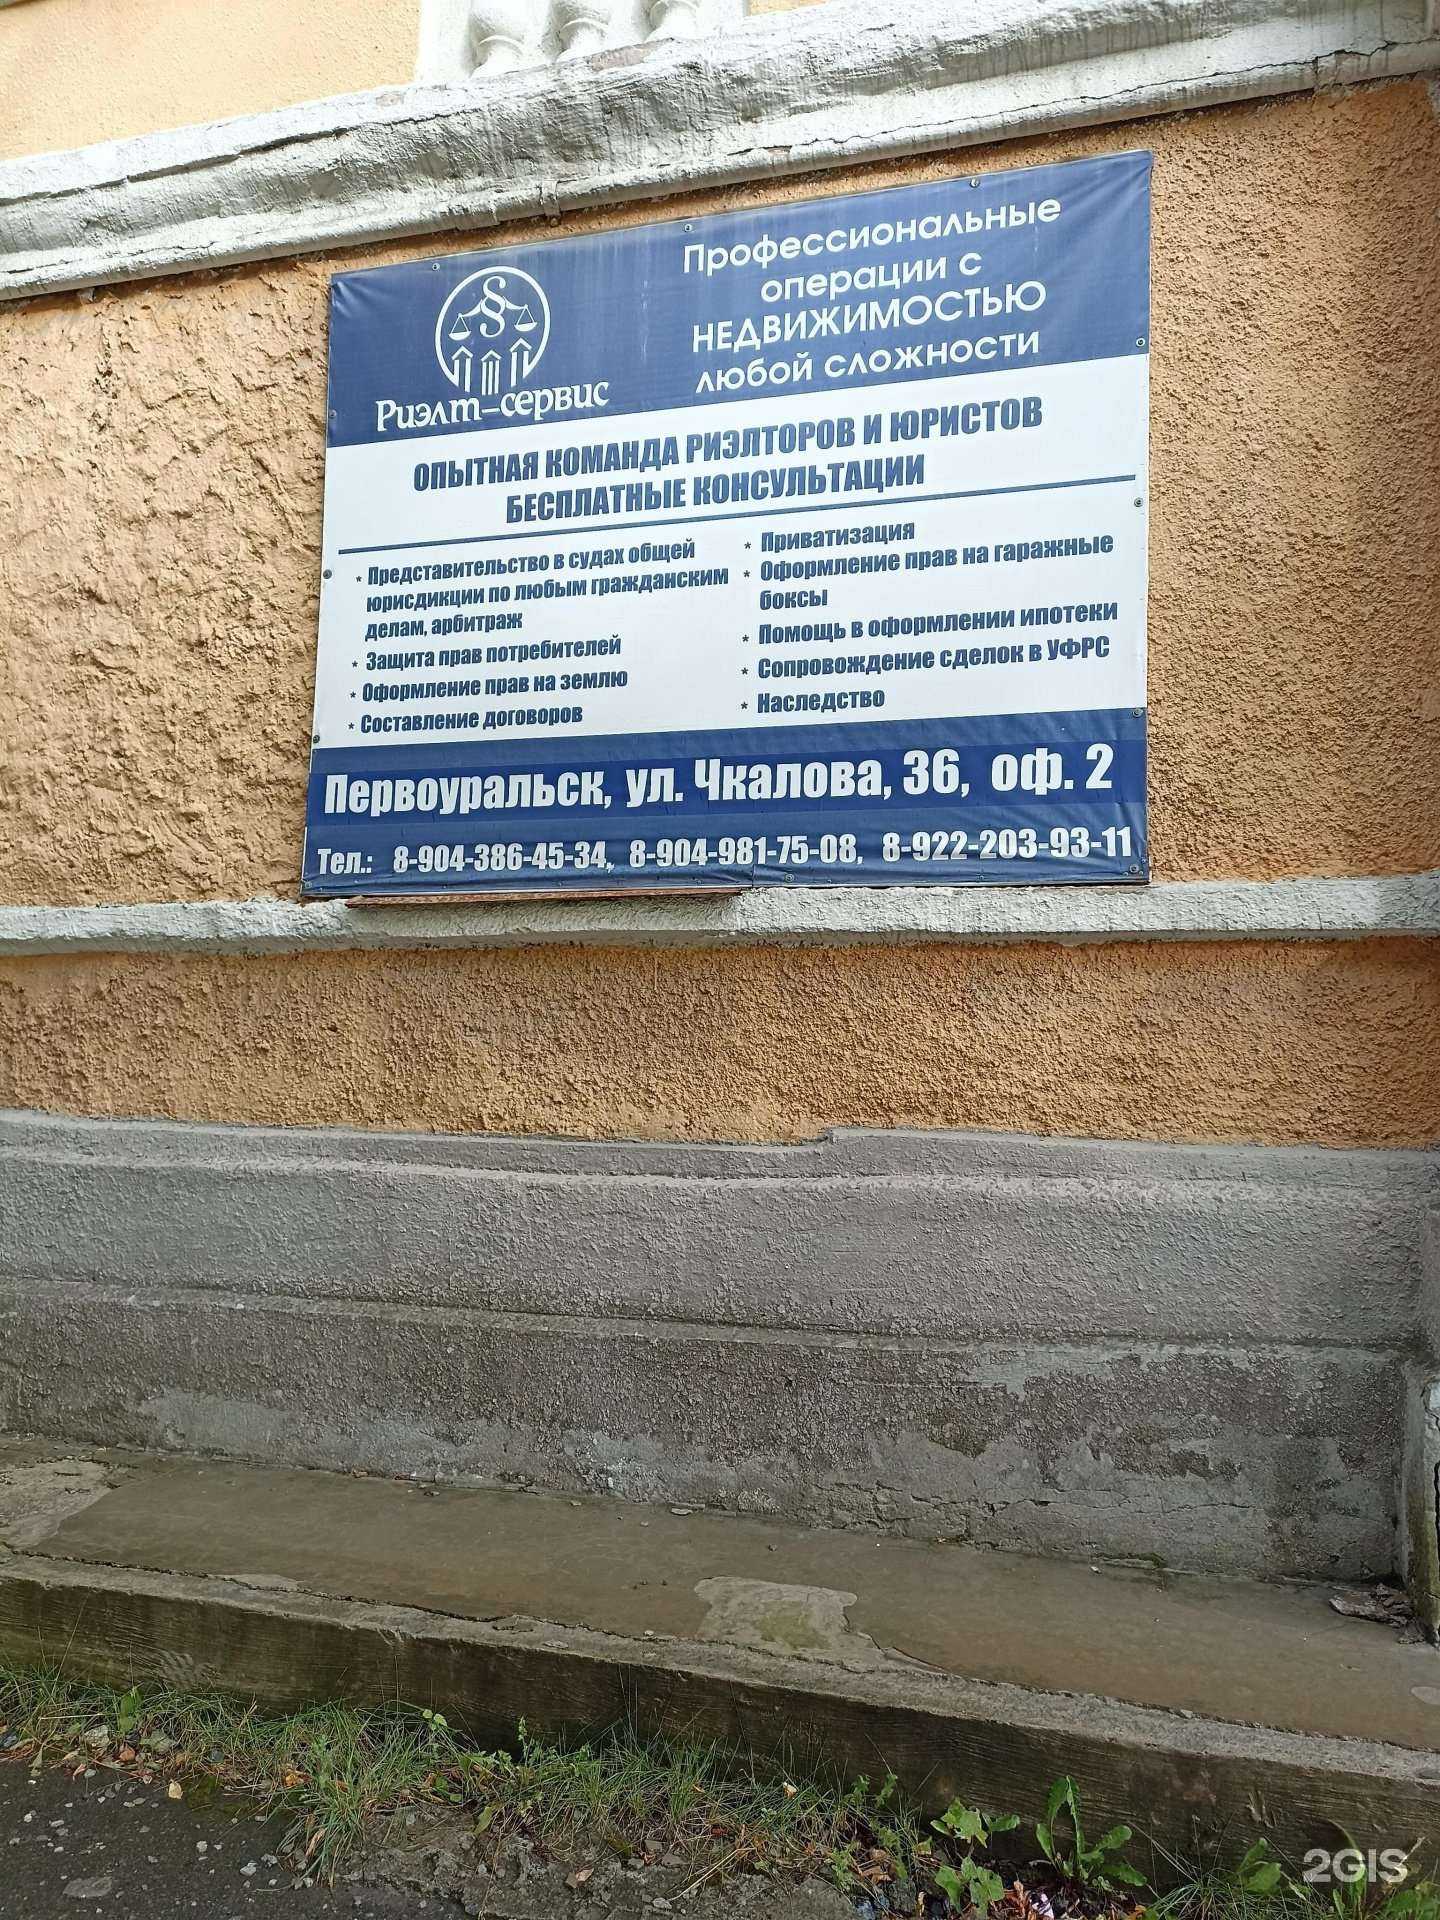 §
Риэлт-сервис
Профессиональные
операции с
НЕДВИЖИМОСТЬЮ
любой сложности
ОПЫТНАЯ КОМАНДА РИЭЛТОРОВ И ЮРИСТОВ
БЕСПЛАТНЫЕ КОНСУЛЬТАЦИИ
* Представительство в судах общей
юрисдикции по любым гражданским
делам, арбитраж
* Защита прав потребителей
* Оформление прав на землю
* Составление договоров
* Приватизация
* Оформление прав на гаражные
боксы
* Помощь в оформлении ипотеки
* Сопровождение сделок в УФРС
* Наследство
Первоуральск, ул. Чкалова, 36, оф. 2
Тел.: 8-904-386-45-34, 8-904-981-75-08, 8-922-203-93-11
2GIS